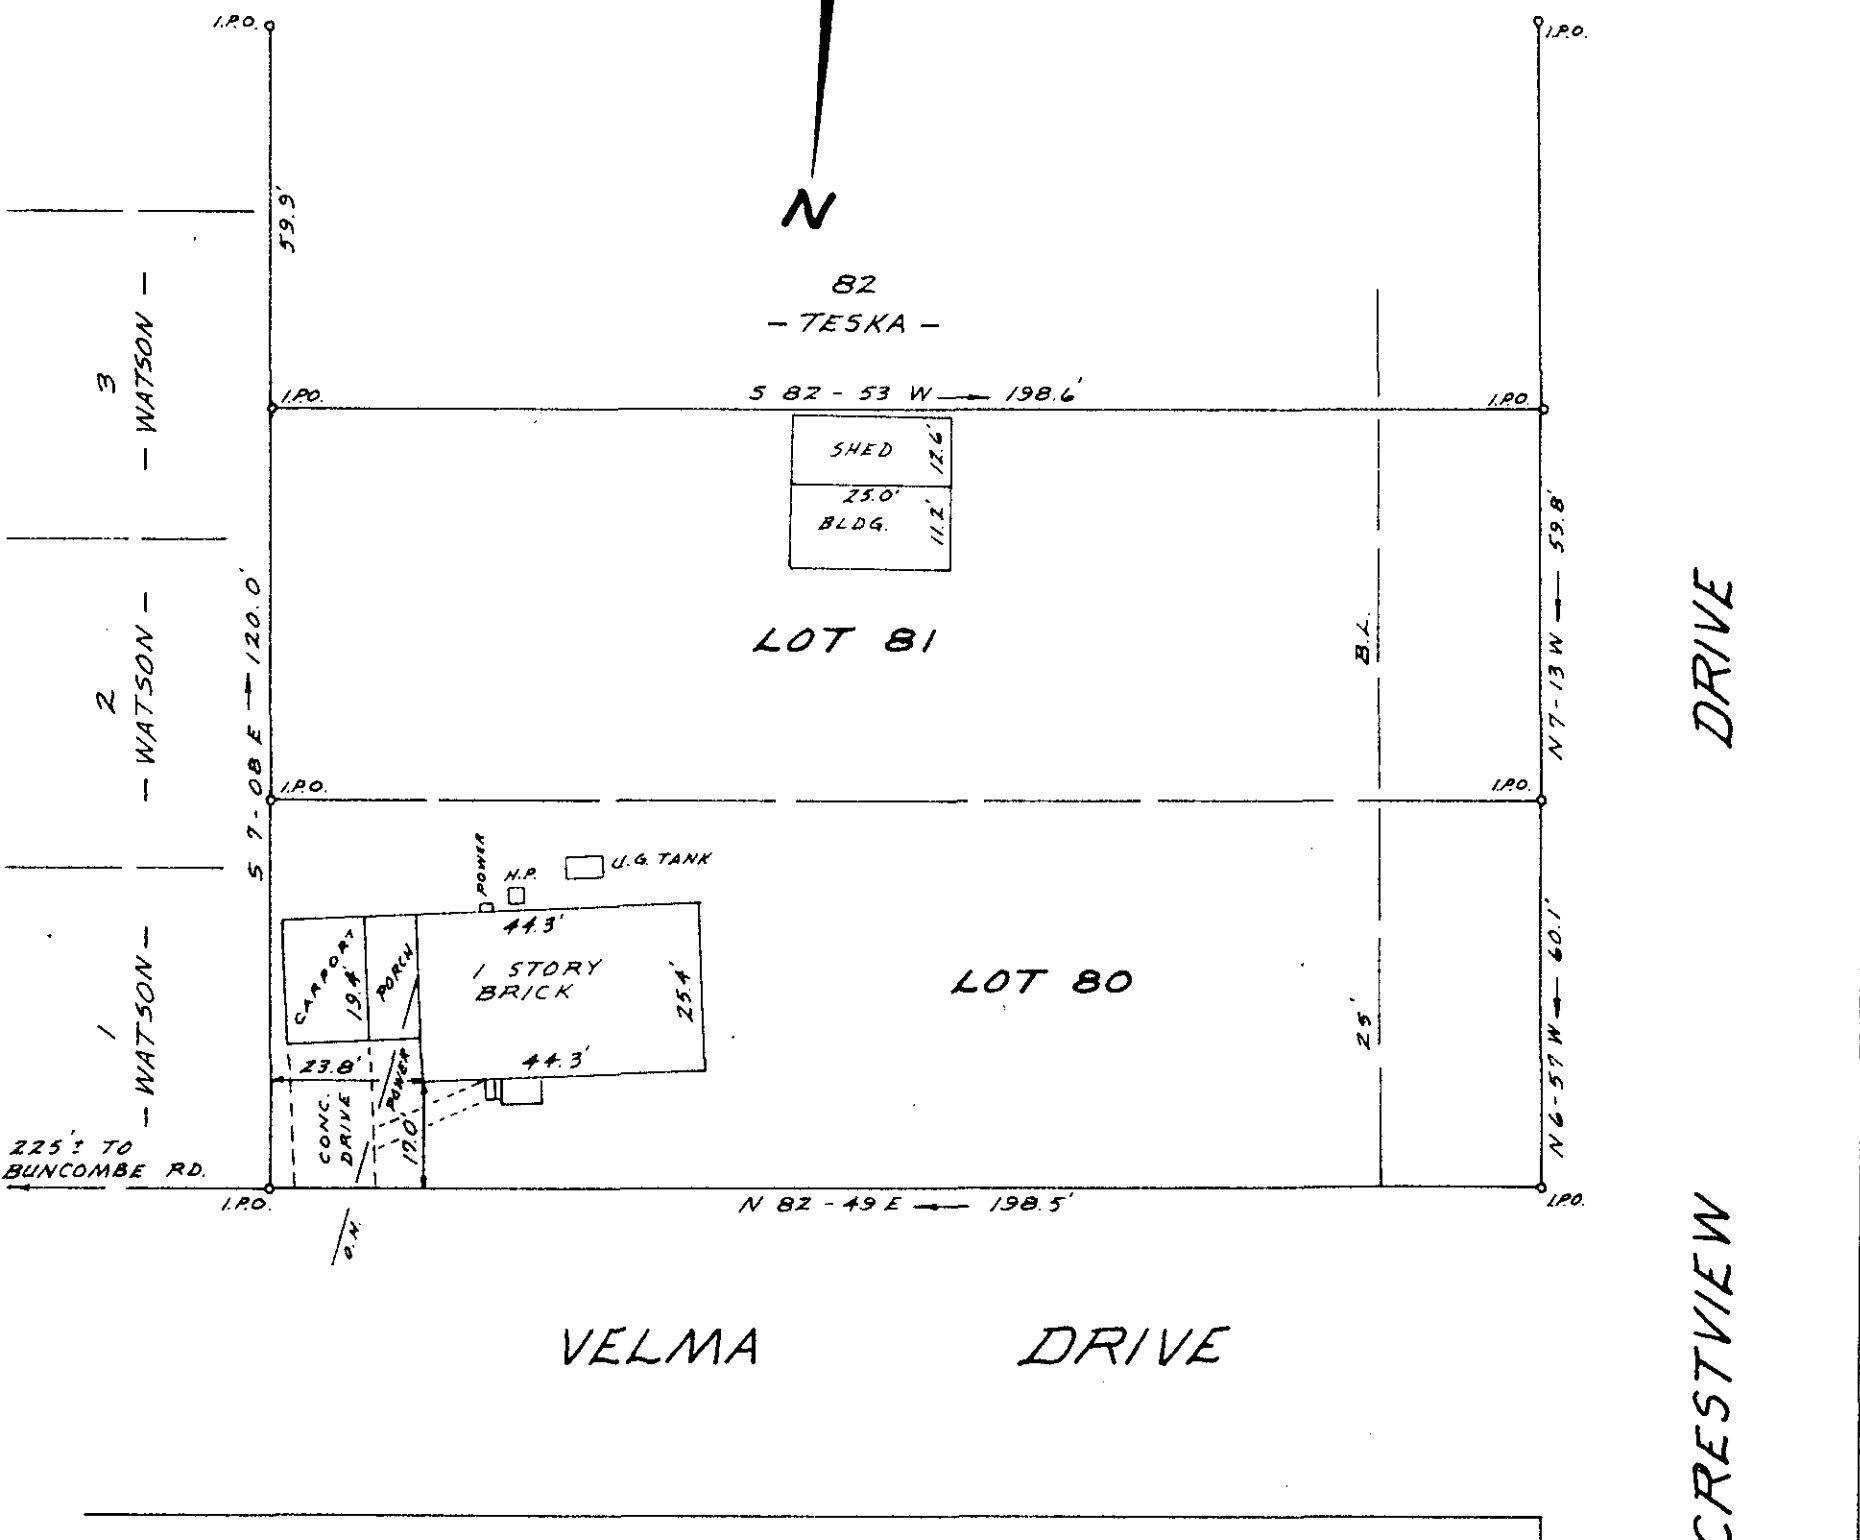 I.P.O.
I.P.O.
59.9'
N
82
- TESKA -
S 82 - 53 W 198.6'
I.P.O.
I.P.O.
3
- WATSON -
SHED
12.6'
25.0'
BLDG.
11.2'
LOT 81
2
- WATSON -
S 7 - 08 E 120.0'
B.L.
N 7 - 13 W 59.8'
DRIVE
I.P.O.
I.P.O.
POWER
H.P.
U.G. TANK
44.3'
CARPORT
19.4'
PORCH
1 STORY
BRICK
25.4'
LOT 80
25'
N 6 - 57 W 60.1'
1
- WATSON -
23.8'
POWER
44.3'
CONC.
DRIVE
17.0'
225'± TO
BUNCOMBE RD.
I.P.O.
O.H.
N 82 - 49 E 198.5'
I.P.O.
VELMA DRIVE
CRESTVIEW